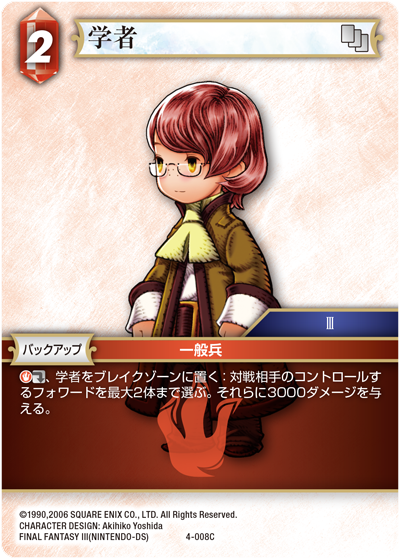 2
学者
III
バックアップ
一般兵
、学者をブレイクゾーンに置く：対戦相手のコントロールす
るフォワードを最大2体まで選ぶ。それらに3000ダメージを与
える。
©1990,2006 SQUARE ENIX CO., LTD. All Rights Reserved.
CHARACTER DESIGN: Akihiko Yoshida
FINAL FANTASY III(NINTENDO-DS)
4-008C